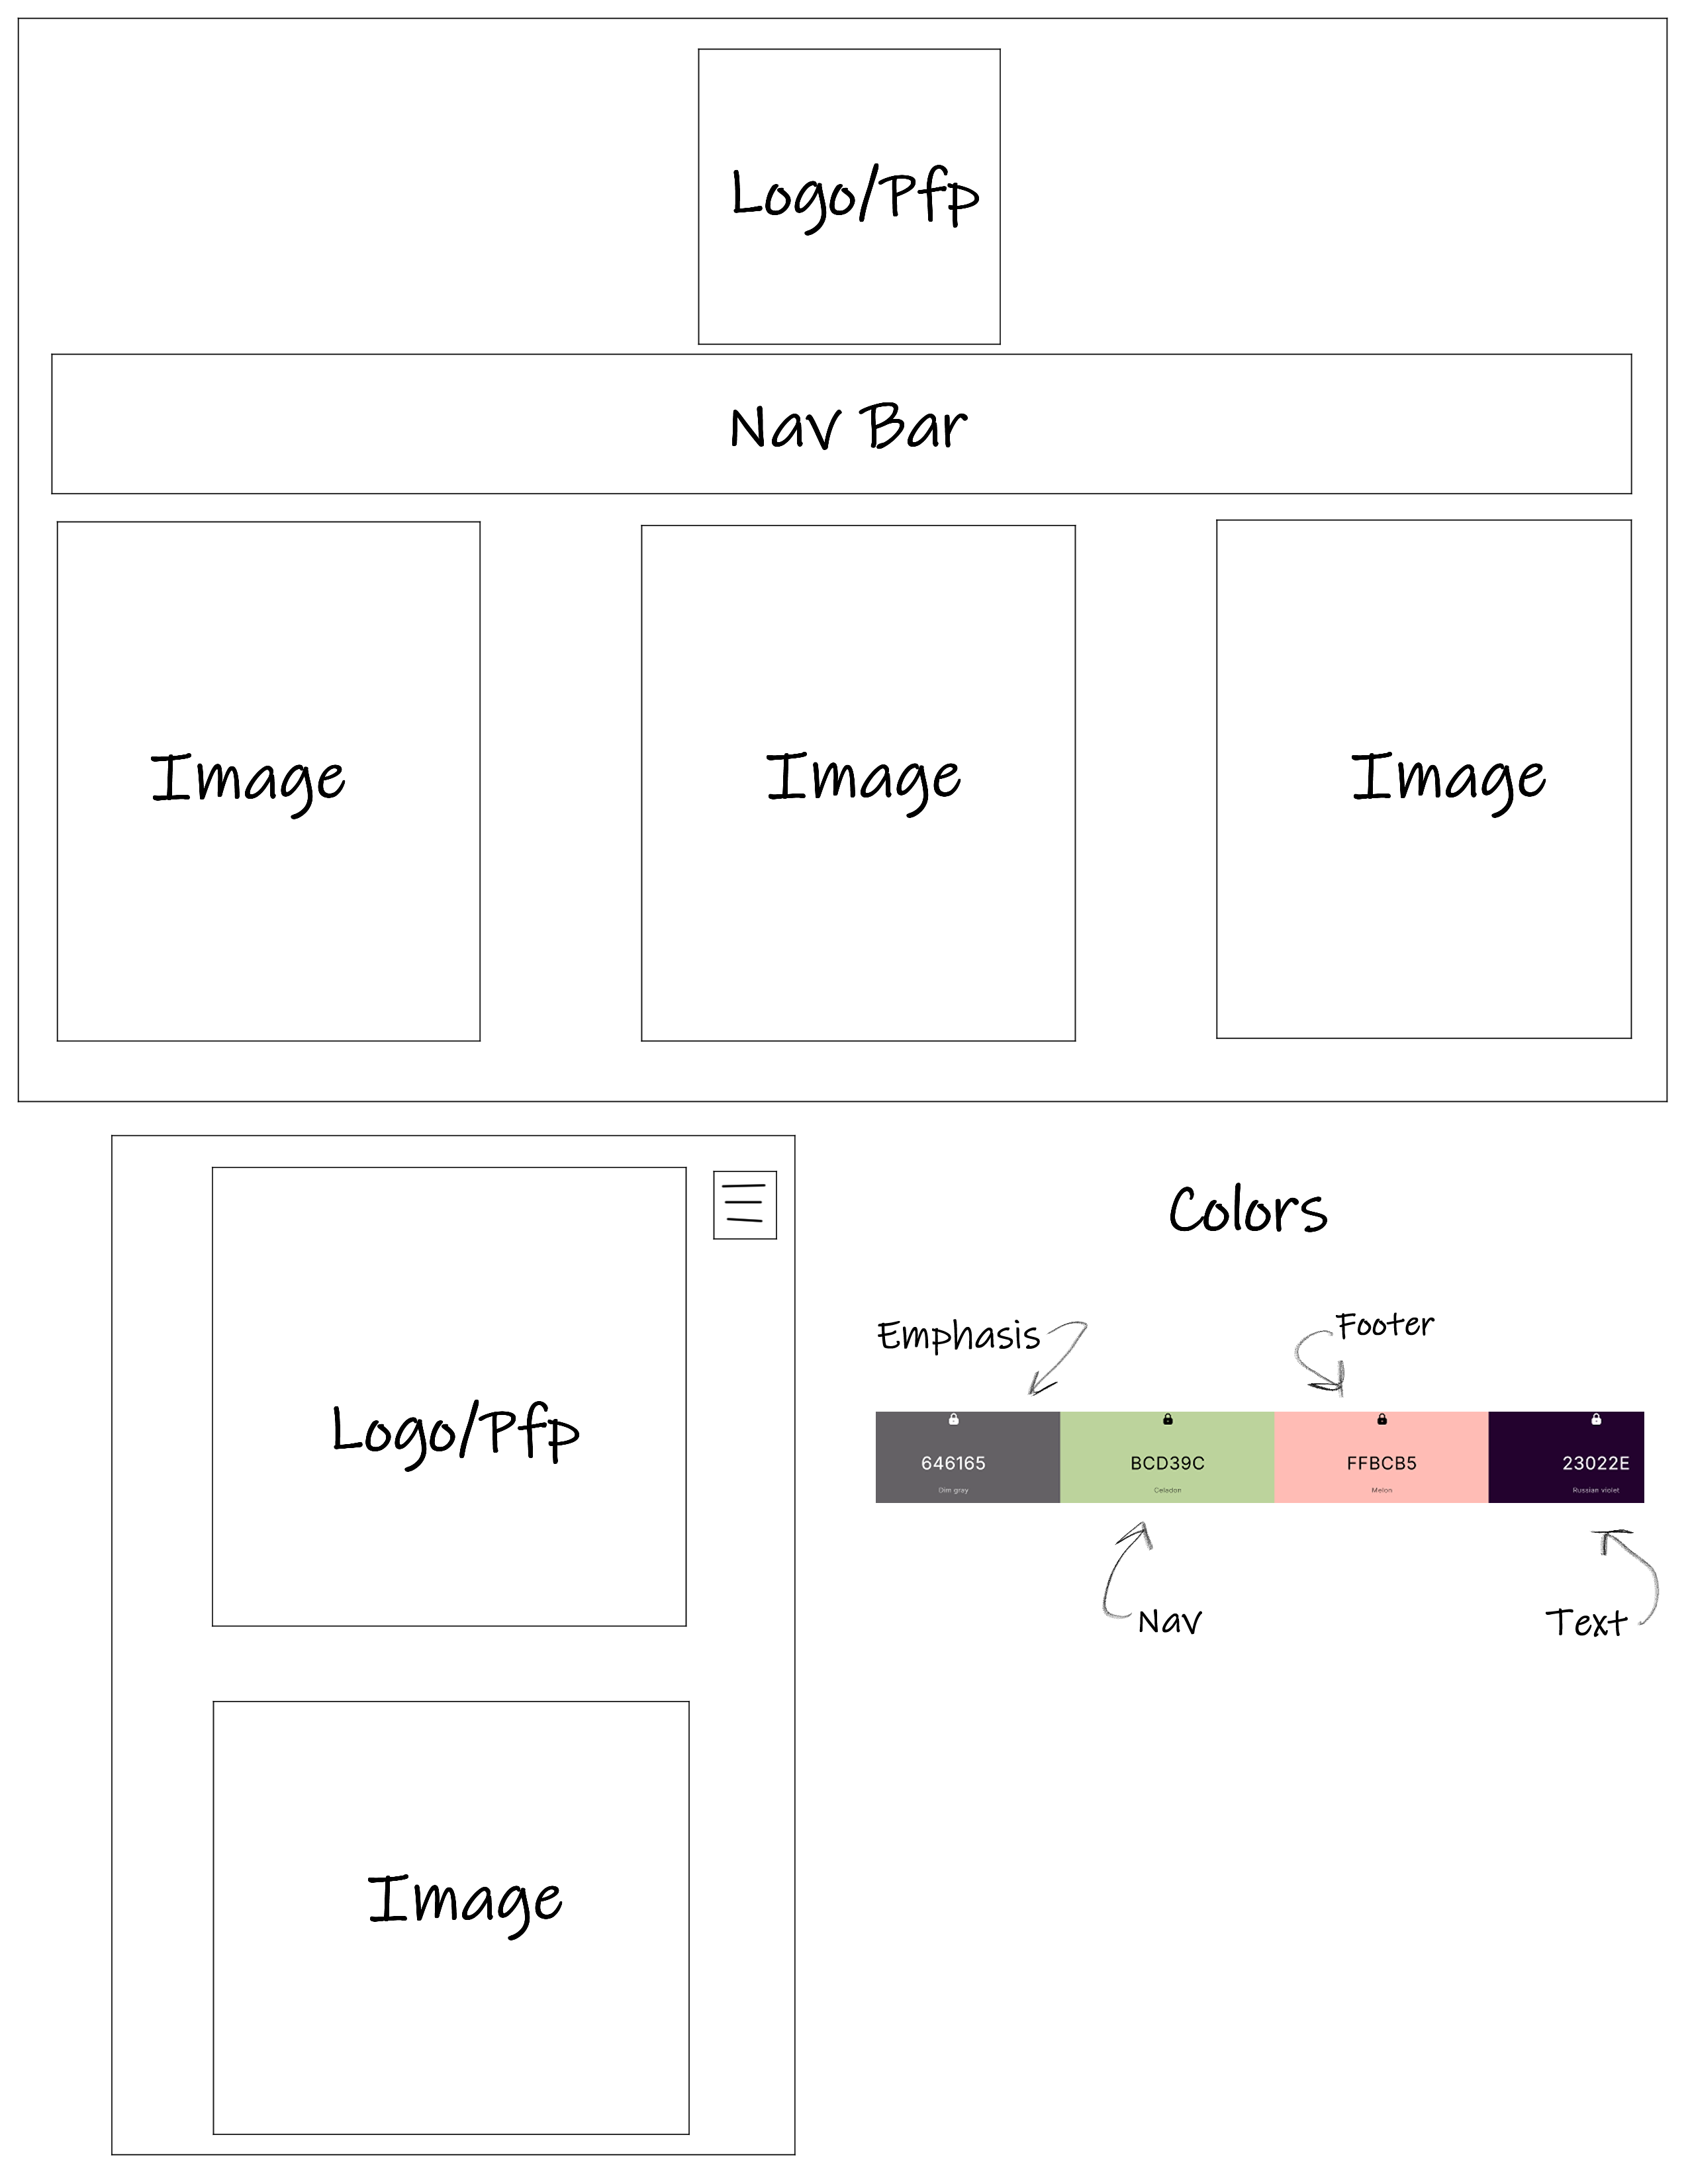 Logo/Pfp
Nav Bar
Image
Image
Image
Logo/Pfp
Image
Colors
Emphasis
Footer
646165
Dim gray
BCD39C
Celadon
FFBCB5
Melon
23022E
Russian violet
Nav
Text